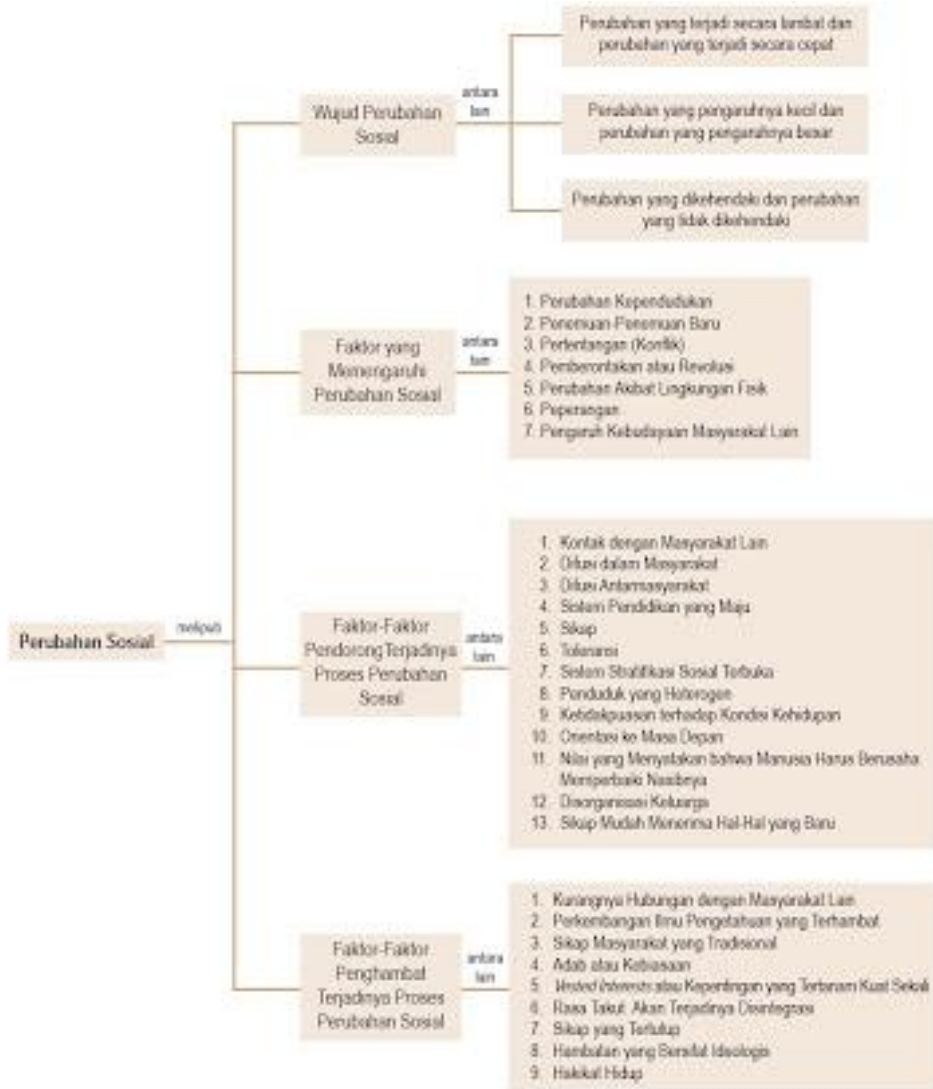 Perubahan Sosial
meliputi
Wujud Perubahan
Sosial
antara
lain
Perubahan yang terjadi secara lambat dan
perubahan yang terjadi secara cepat
Perubahan yang pengaruhnya kecil dan
perubahan yang pengaruhnya besar
Perubahan yang dikehendaki dan perubahan
yang tidak dikehendaki
Faktor yang
Memengaruhi
Perubahan Sosial
antara
lain
1. Perubahan Kependudukan
2. Penemuan-Penemuan Baru
3. Pertentangan (Konflik)
4. Pemberontakan atau Revolusi
5. Perubahan Akibat Lingkungan Fisik
6. Peperangan
7. Pengaruh Kebudayaan Masyarakat Lain
Faktor-Faktor
Pendorong Terjadinya
Proses Perubahan
Sosial
antara
lain
1. Kontak dengan Masyarakat Lain
2. Difusi dalam Masyarakat
3. Difusi Antarmasyarakat
4. Sistem Pendidikan yang Maju
5. Sikap
6. Toleransi
7. Sistem Stratifikasi Sosial Terbuka
8. Penduduk yang Heterogen
9. Ketidakpuasan terhadap Kondisi Kehidupan
10. Orientasi ke Masa Depan
11. Nilai yang Menyatakan bahwa Manusia Harus Berusaha
Memperbaiki Nasibnya
12. Disorganisasi Keluarga
13. Sikap Mudah Menerima Hal-Hal yang Baru
Faktor-Faktor
Penghambat
Terjadinya Proses
Perubahan Sosial
antara
lain
1. Kurangnya Hubungan dengan Masyarakat Lain
2. Perkembangan Ilmu Pengetahuan yang Terhambat
3. Sikap Masyarakat yang Tradisional
4. Adab atau Kebiasaan
5. Vested Interests atau Kepentingan yang Tertanam Kuat Sekali
6. Rasa Takut Akan Terjadinya Disintegrasi
7. Sikap yang Tertutup
8. Hambatan yang Bersifat Ideologis
9. Hakikat Hidup